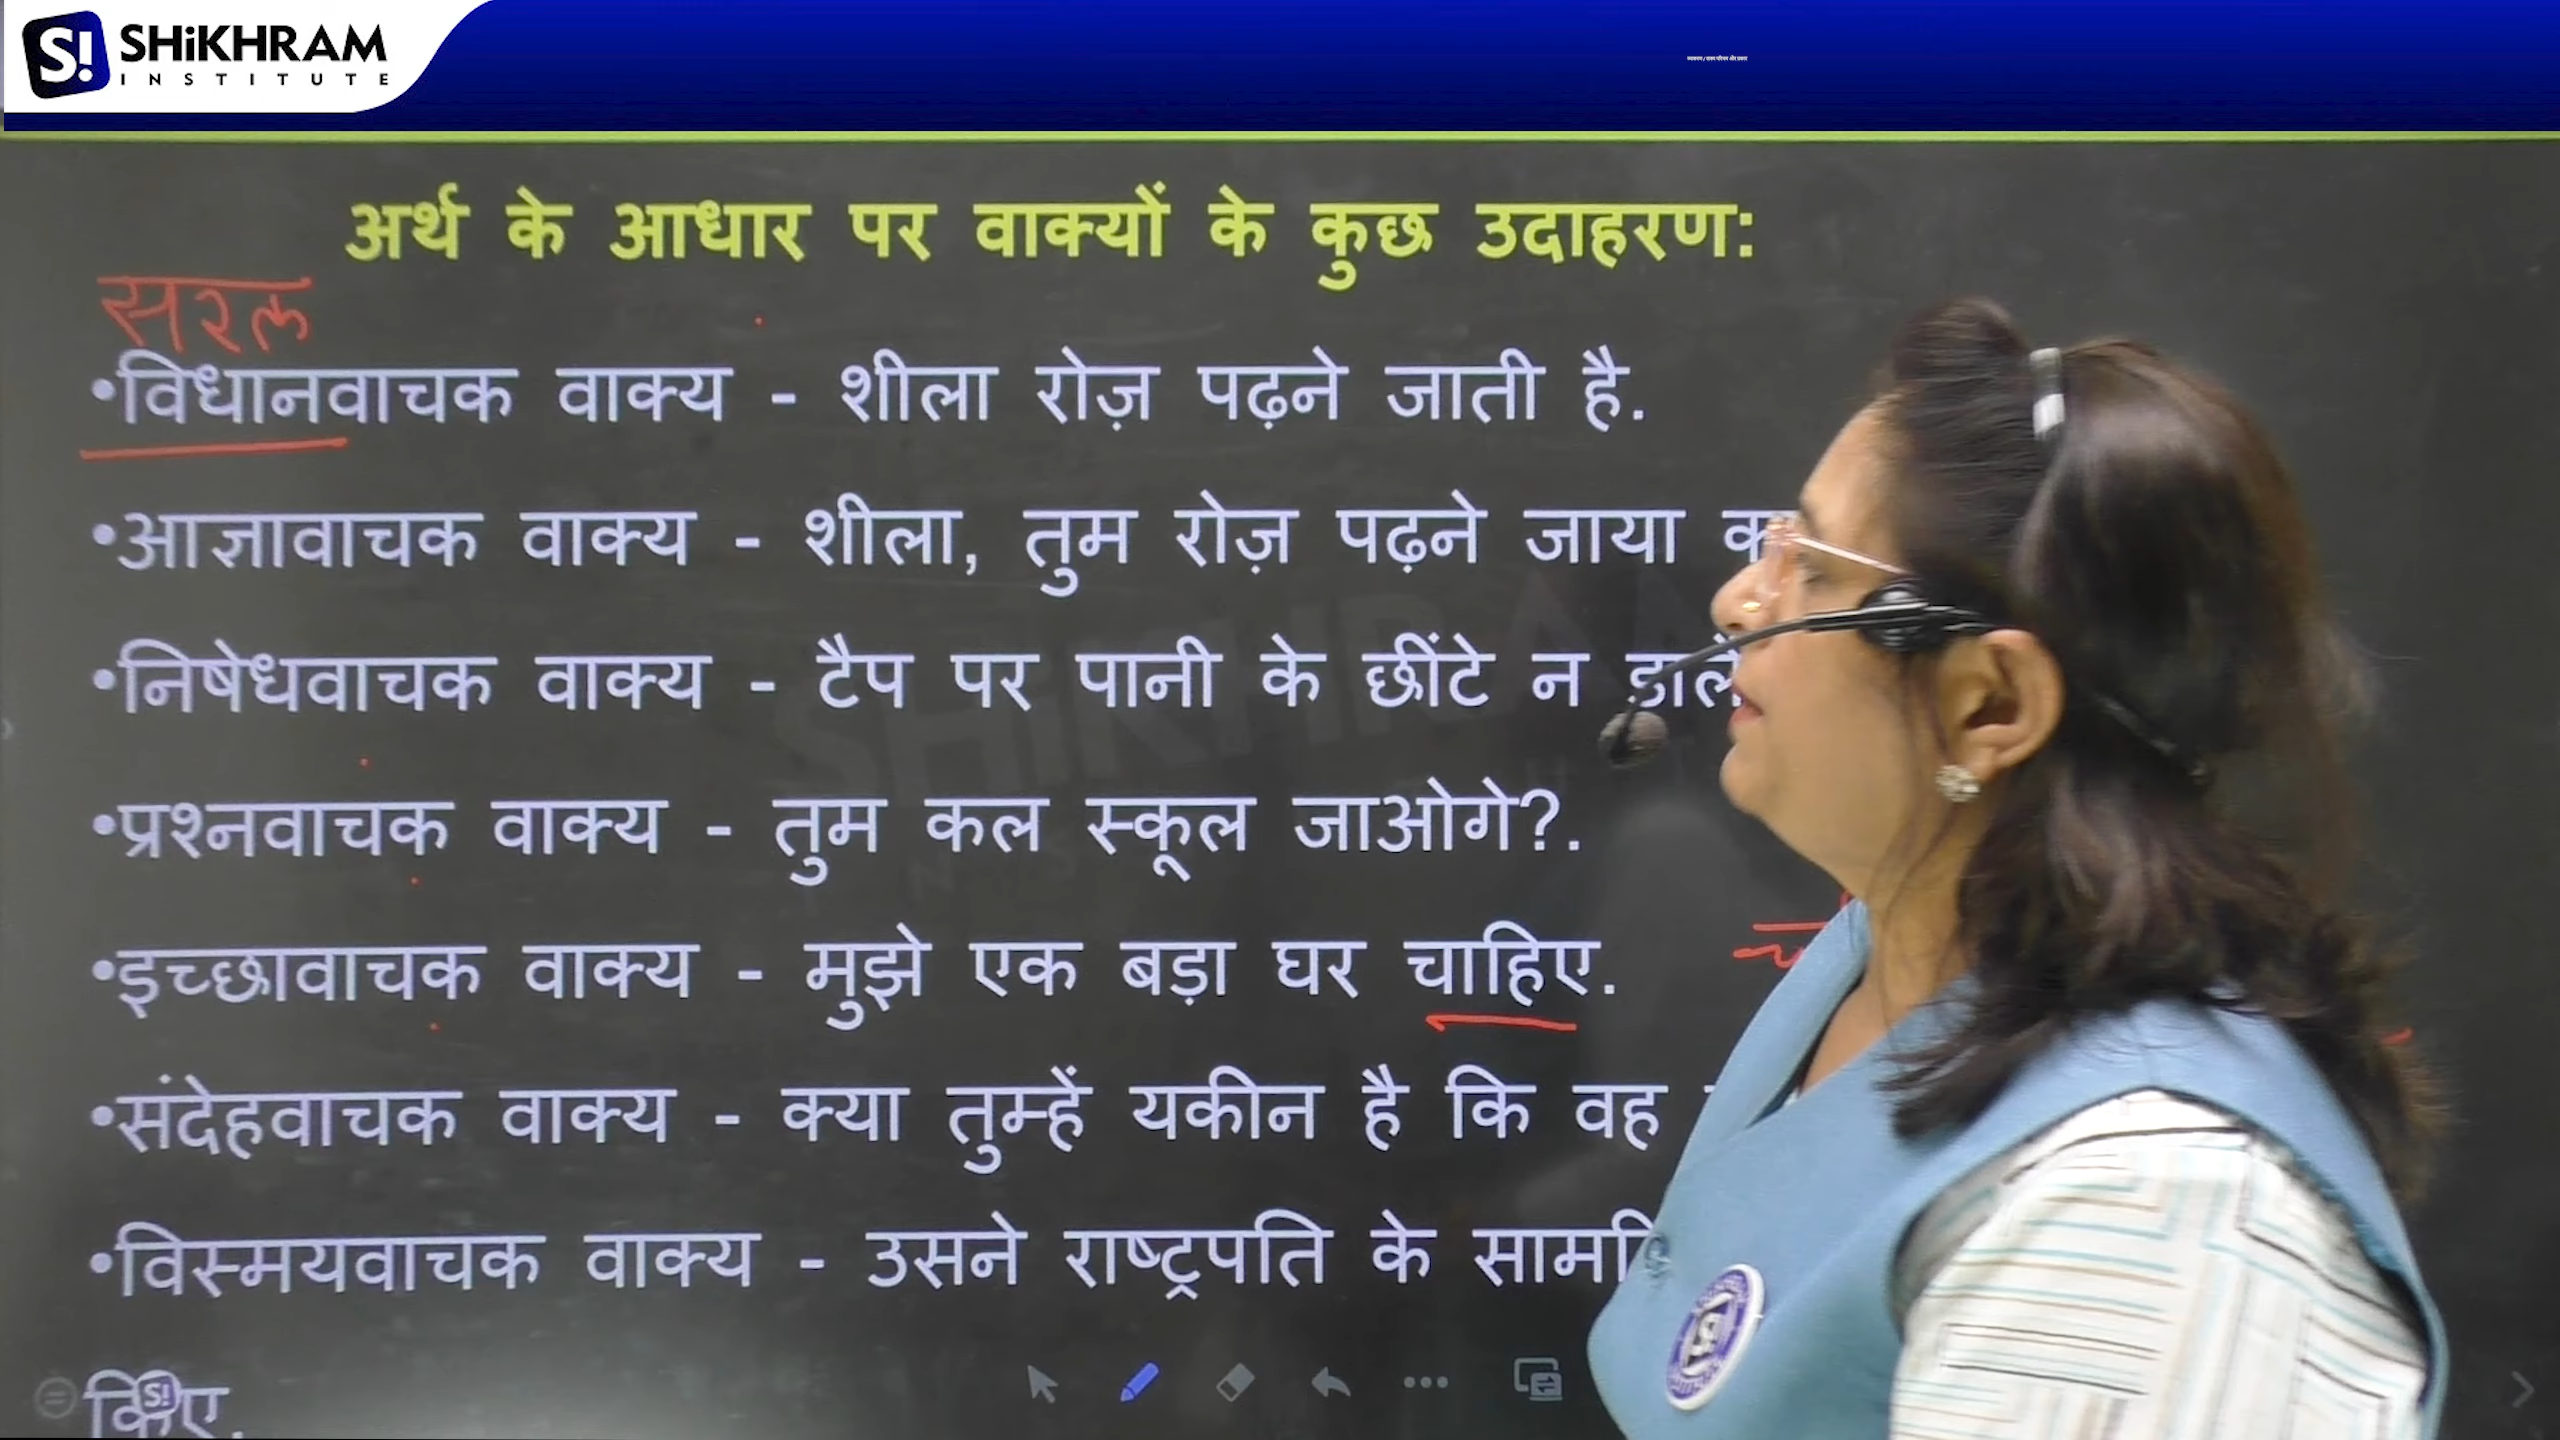 S! SHiKHRAM
INSTITUTE
अर्थ के आधार पर वाक्यों के कुछ उदाहरण:
सरल
•विधानवाचक वाक्य - शीला रोज़ पढ़ने जाती है.
•आज्ञावाचक वाक्य - शीला, तुम रोज़ पढ़ने जाया
•निषेधवाचक वाक्य - टैप पर पानी के छींटे न
•प्रश्नवाचक वाक्य - तुम कल स्कूल जाओगे?.
•इच्छावाचक वाक्य - मुझे एक बड़ा घर चाहिए.
•संदेहवाचक वाक्य - क्या तुम्हें यकीन है कि वह
•विस्मयवाचक वाक्य - उसने राष्ट्रपति के
किए.